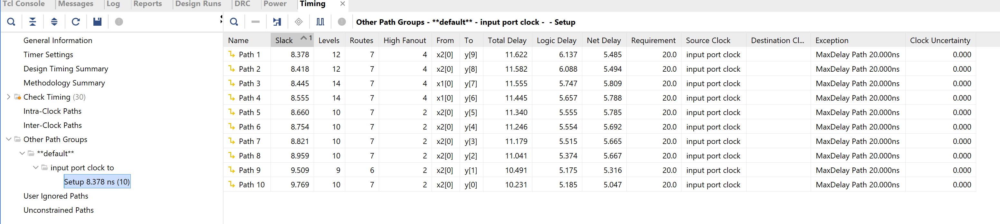 Tcl Console Messages Log Reports Design Runs DRC Power Timing
Other Path Groups - **default** - input port clock - - Setup
General Information
Timer Settings
Design Timing Summary
Methodology Summary
Check Timing (30)
Intra-Clock Paths
Inter-Clock Paths
Other Path Groups
**default**
input port clock to
Setup 8.378 ns (10)
User Ignored Paths
Unconstrained Paths
Name Slack 1 Levels Routes High Fanout From To Total Delay Logic Delay Net Delay Requirement Source Clock Destination Cl... Exception Clock Uncertainty
Path 1 8.378 12 7 4 x2[0] y[9] 11.622 6.137 5.485 20.0 input port clock MaxDelay Path 20.000ns 0.000
Path 2 8.418 12 7 4 x2[0] y[8] 11.582 6.088 5.494 20.0 input port clock MaxDelay Path 20.000ns 0.000
Path 3 8.445 14 7 4 x1[0] y[7] 11.555 5.747 5.809 20.0 input port clock MaxDelay Path 20.000ns 0.000
Path 4 8.555 14 7 4 x1[0] y[6] 11.445 5.657 5.788 20.0 input port clock MaxDelay Path 20.000ns 0.000
Path 5 8.660 10 7 2 x2[0] y[5] 11.340 5.555 5.785 20.0 input port clock MaxDelay Path 20.000ns 0.000
Path 6 8.754 10 7 2 x2[0] y[4] 11.246 5.554 5.692 20.0 input port clock MaxDelay Path 20.000ns 0.000
Path 7 8.821 10 7 2 x2[0] y[3] 11.179 5.515 5.665 20.0 input port clock MaxDelay Path 20.000ns 0.000
Path 8 8.959 10 7 2 x2[0] y[2] 11.041 5.374 5.667 20.0 input port clock MaxDelay Path 20.000ns 0.000
Path 9 9.509 9 6 2 x2[0] y[1] 10.491 5.175 5.316 20.0 input port clock MaxDelay Path 20.000ns 0.000
Path 10 9.769 10 7 2 x2[0] y[0] 10.231 5.185 5.047 20.0 input port clock MaxDelay Path 20.000ns 0.000